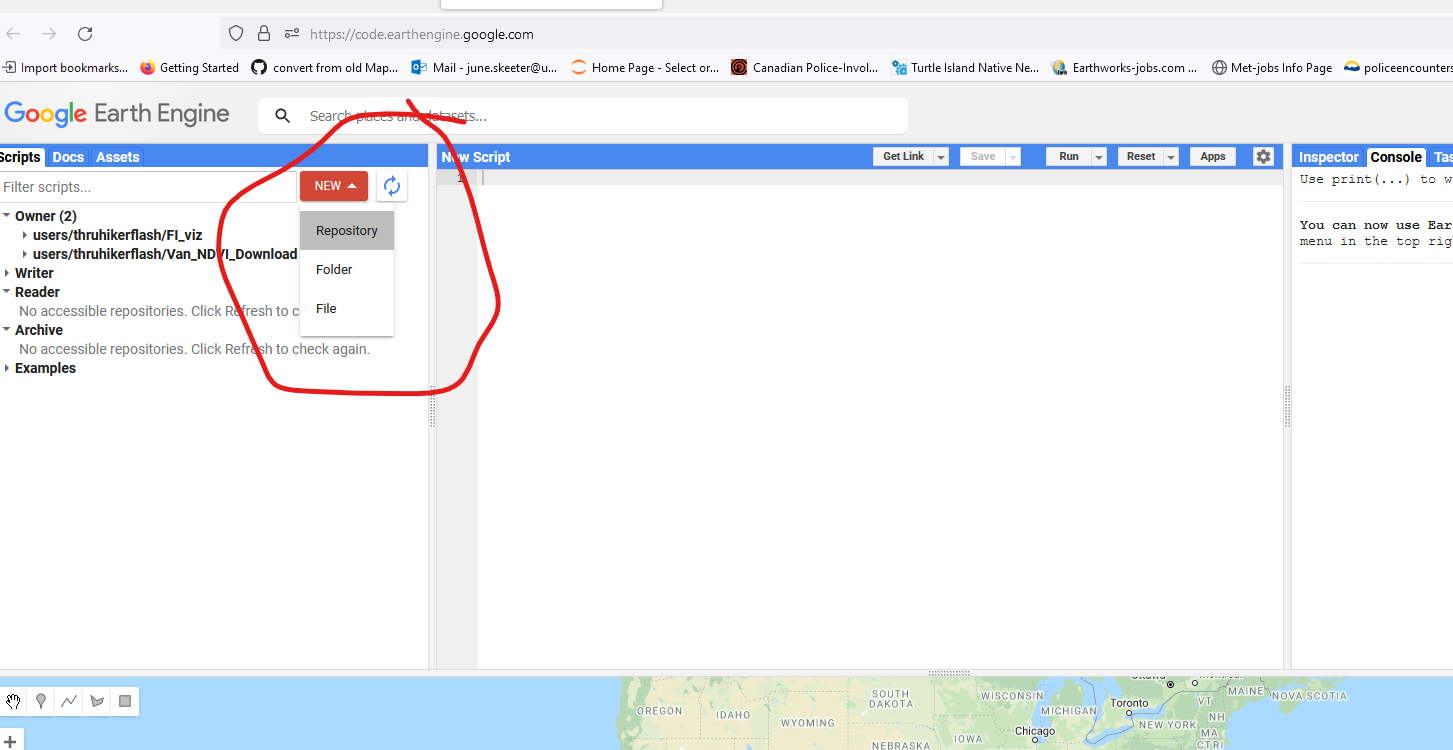 https://code.earthengine.google.com
Import bookmarks... Getting Started convert from old Map... Mail - june.skeeter@u... Home Page - Select or... Canadian Police-Invol... Turtle Island Native Ne... Earthworks-jobs.com ... Met-jobs Info Page policeencounters
Google Earth Engine Search places and datasets...
Scripts Docs Assets New Script Get Link Save Run Reset Apps Inspector Console Tas
Filter scripts... NEW 1 Use print(...) to w
Owner (2) Repository
You can now use Ear
users/thruhikerflash/FI_viz
menu in the top righ
users/thruhikerflash/Van_NDVI_Download
Writer Folder
Reader
No accessible repositories. Click Refresh to c File
Archive
No accessible repositories. Click Refresh to check again.
Examples
OREGON
IDAHO
WYOMING
SOUTH
DAKOTA
NEBRASKA
WISCONSIN
IOWA
MICHIGAN
Chicago
Ottawa
Toronto
NEW YORK
VT
NH
MA
CT RI
MAINE
NOVA SCOTIA